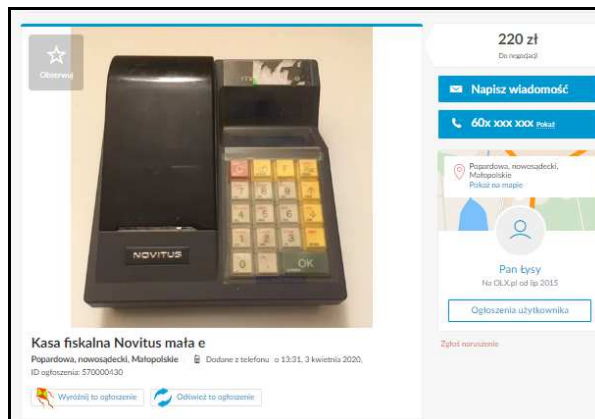 Obserwuj
NOVITUS
OK
220 zł
Do negocjacji
Napisz wiadomość
60x xxx xxx Pokaż
Popardowa, nowosądecki,
Małopolskie
Pokaż na mapie
Pan Łysy
Na OLX.pl od lip 2015
Ogłoszenia użytkownika
Zgłoś naruszenie
Kasa fiskalna Novitus mała e
Popardowa, nowosądecki, Małopolskie Dodane z telefonu o 13:31, 3 kwietnia 2020,
ID ogłoszenia: 570000430
Wyróżnij to ogłoszenie Odśwież to ogłoszenie